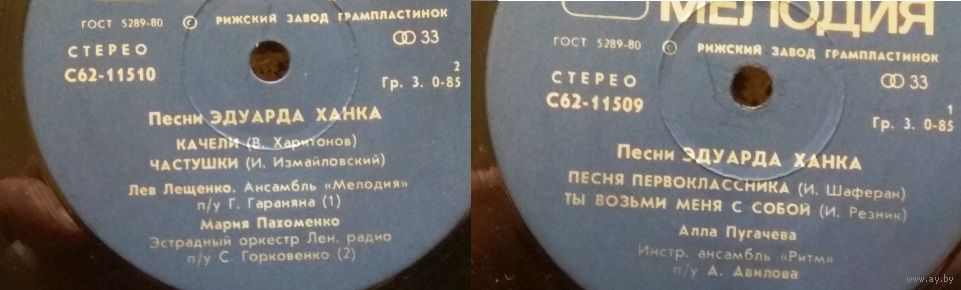 ГОСТ 5289-80
РИЖСКИЙ ЗАВОД ГРАМПЛАСТИНОК
СТЕРЕО
33
С62-11510
2
Гр. 3. 0-85
Песни ЭДУАРДА ХАНКА
КАЧЕЛИ (В. Харитонов)
ЧАСТУШКИ (И. Измайловский)
Лев Лещенко. Ансамбль «Мелодия»
п/у Г. Гараняна (1)
Мария Пахоменко
Эстрадный оркестр Лен. радио
п/у С. Горковенко (2)
МЕЛОДИЯ
ГОСТ 5289-80 © РИЖСКИЙ ЗАВОД ГРАМПЛАСТИНОК
СТЕРЕО
33
С62-11509
1
Гр. 3. 0-85
Песни ЭДУАРДА ХАНКА
ПЕСНЯ ПЕРВОКЛАССНИКА (И. Шаферан)
ТЫ ВОЗЬМИ МЕНЯ С СОБОЙ (И. Резник)
Алла Пугачева
Инстр. ансамбль «Ритм»
п/у А. Авилова
www.ay.by